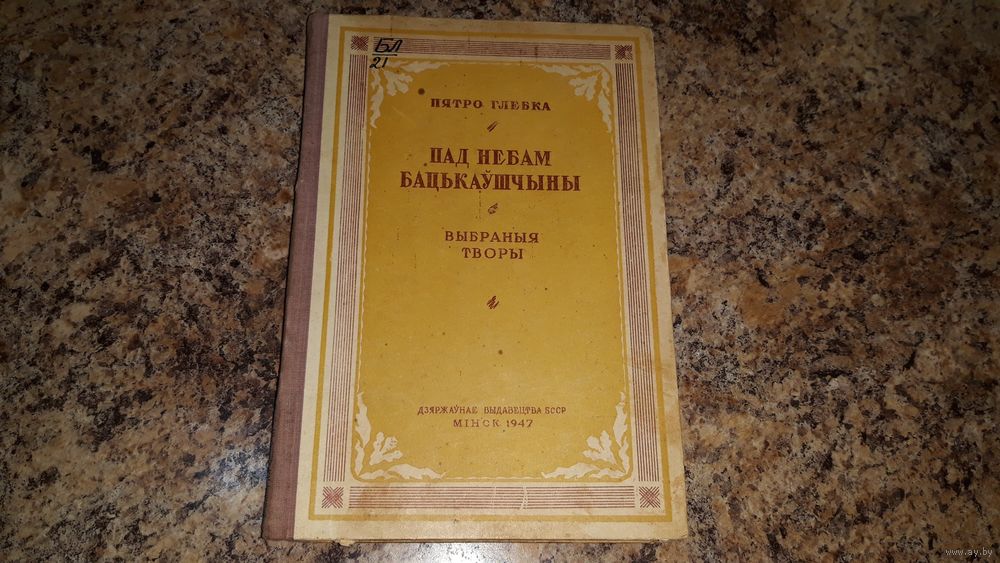 БЛ
21
ПЯТРО ГЛЕБКА
ПАД НЕБАМ
БАЦЬКАЎШЧЫНЫ
ВЫБРАНЫЯ
ТВОРЫ
ДЗЯРЖАЎНАЕ ВЫДАВЕЦТВА БССР
МІНСК 1947
www.ay.by